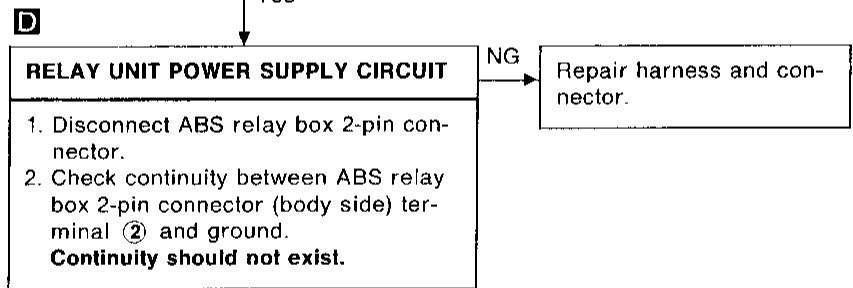 D
RELAY UNIT POWER SUPPLY CIRCUIT
1. Disconnect ABS relay box 2-pin con-
nector.
2. Check continuity between ABS relay
box 2-pin connector (body side) ter-
minal ② and ground.
Continuity should not exist.
NG
Repair harness and con-
nector.